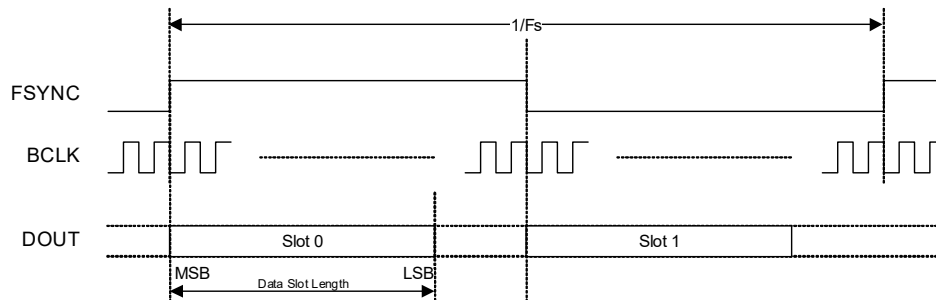 1/Fs
FSYNC
BCLK
DOUT
Slot 0
Slot 1
MSB
LSB
Data Slot Length